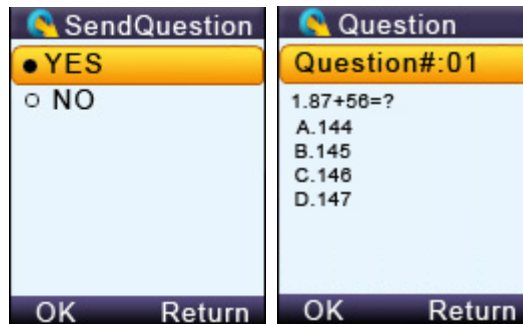 SendQuestion
YES
NO
OK Return
Question
Question#:01
1.87+56=?
A.144
B.145
C.146
D.147
OK Return